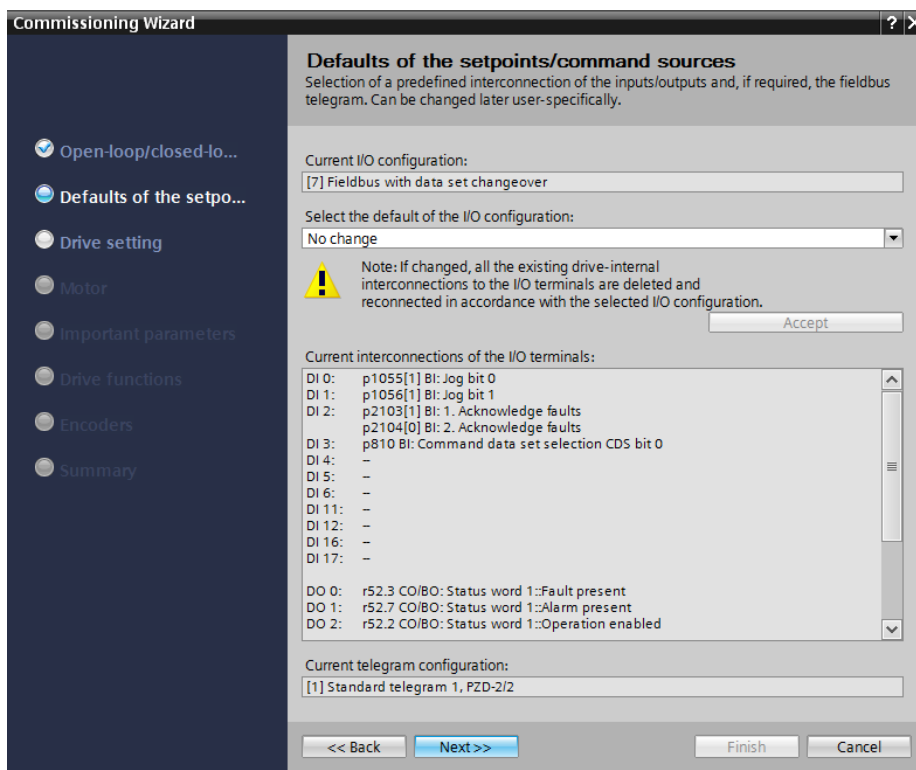 Commissioning Wizard
?
X
Open-loop/closed-lo...
Defaults of the setpo...
Drive setting
Motor
Important parameters
Drive functions
Encoders
Summary
Defaults of the setpoints/command sources
Selection of a predefined interconnection of the inputs/outputs and, if required, the fieldbus
telegram. Can be changed later user-specifically.
Current I/O configuration:
[7] Fieldbus with data set changeover
Select the default of the I/O configuration:
No change
Note: If changed, all the existing drive-internal
interconnections to the I/O terminals are deleted and
reconnected in accordance with the selected I/O configuration.
Accept
Current interconnections of the I/O terminals:
DI 0: p1055[1] BI: Jog bit 0
DI 1: p1056[1] BI: Jog bit 1
DI 2: p2103[1] BI: 1. Acknowledge faults
p2104[0] BI: 2. Acknowledge faults
DI 3: p810 BI: Command data set selection CDS bit 0
DI 4: –
DI 5: –
DI 6: –
DI 11: –
DI 12: –
DI 16: –
DI 17: –
DO 0: r52.3 CO/BO: Status word 1::Fault present
DO 1: r52.7 CO/BO: Status word 1::Alarm present
DO 2: r52.2 CO/BO: Status word 1::Operation enabled
Current telegram configuration:
[1] Standard telegram 1, PZD-2/2
<< Back
Next >>
Finish
Cancel